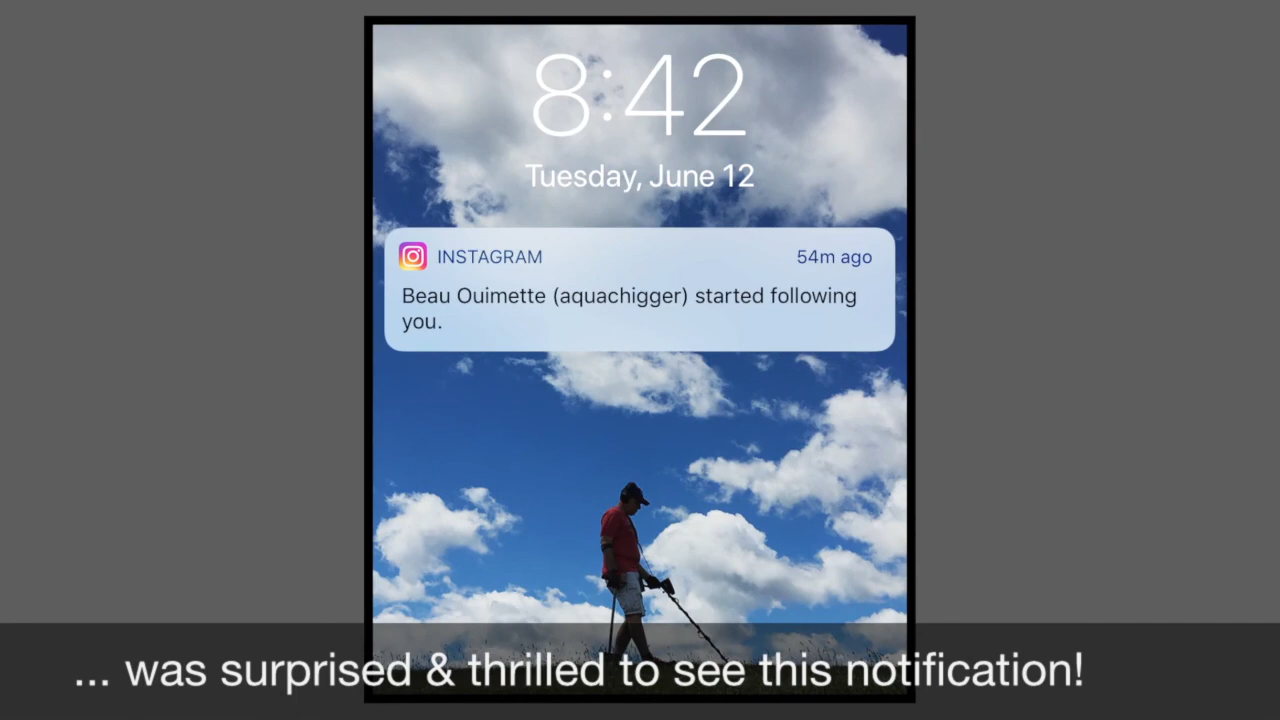 8:42
Tuesday, June 12
INSTAGRAM 54m ago
Beau Ouimette (aquachigger) started following
you.
... was surprised & thrilled to see this notification!